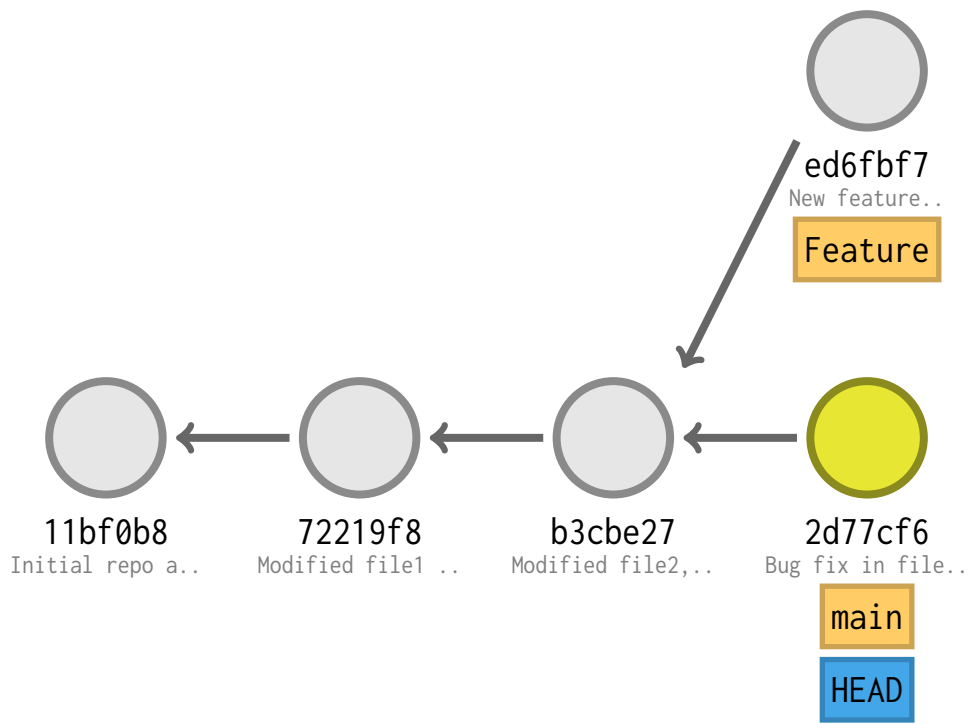 ed6fbf7
New feature..
Feature
11bf0b8
Initial repo a..
72219f8
Modified file1 ..
b3cbe27
Modified file2,..
2d77cf6
Bug fix in file..
main
HEAD